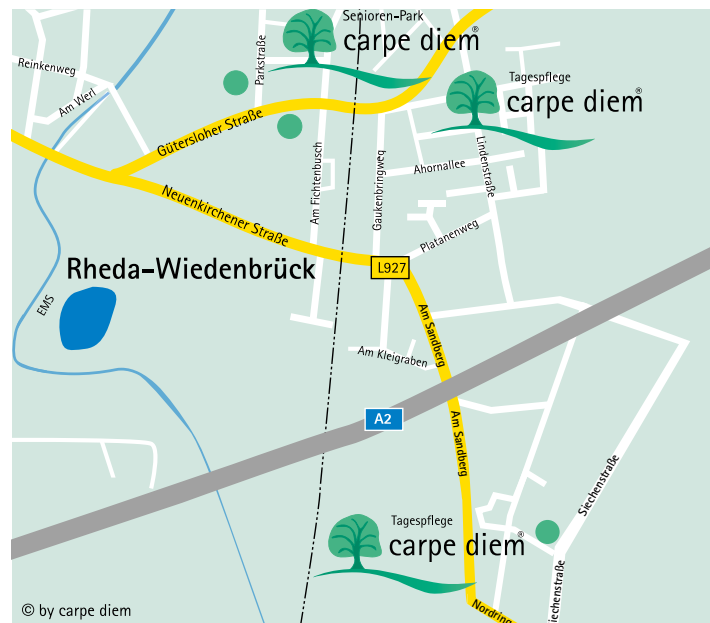 Senioren-Park
carpe diem®
Reinkenweg
Parkstraße
Tagespflege
carpe diem®
Am Werl
Gütersloher Straße
Lindenstraße
Am Fichtenbusch
Gaukenbringweg
Ahornallee
Neuenkirchener Straße
Platanenweg
Rheda-Wiedenbrück
L927
EMS
Am Sandberg
Am Kleigraben
A2
Am Sandberg
Siechenstraße
Tagespflege
carpe diem®
Siechenstraße
Nordring
© by carpe diem